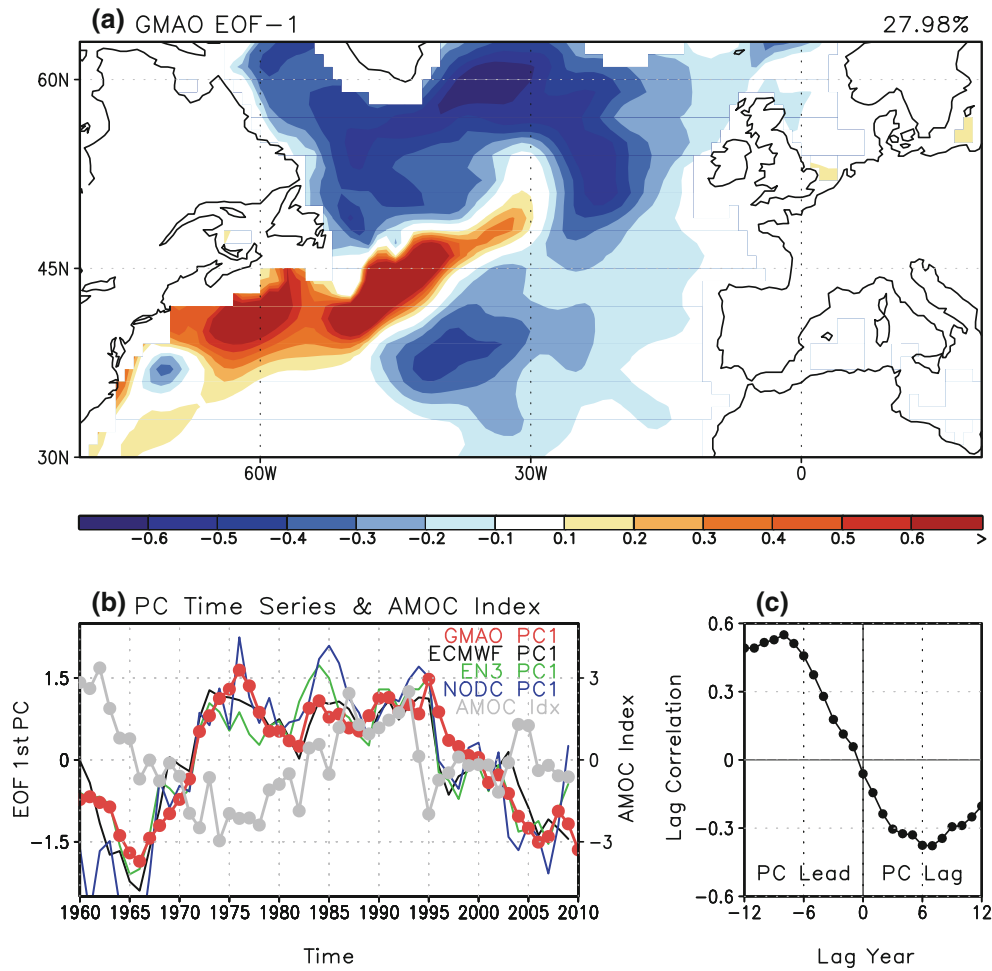 (a) GMAO EOF-1 27.98%
60N
45N
30N
60W 30W 0
-0.6 -0.5 -0.4 -0.3 -0.2 -0.1 0.1 0.2 0.3 0.4 0.5 0.6 >
(b) PC Time Series & AMOC Index
GMAO PC1
ECMWF PC1
EN3 PC1
NODC PC1
AMOC Idx
EOF 1st PC
1.5
0
-1.5
3
0
-3
AMOC Index
1960 1965 1970 1975 1980 1985 1990 1995 2000 2005 2010
Time
(c)
Lag Correlation
0.6
0.3
0
-0.3
-0.6
PC Lead PC Lag
-12 -6 0 6 12
Lag Year